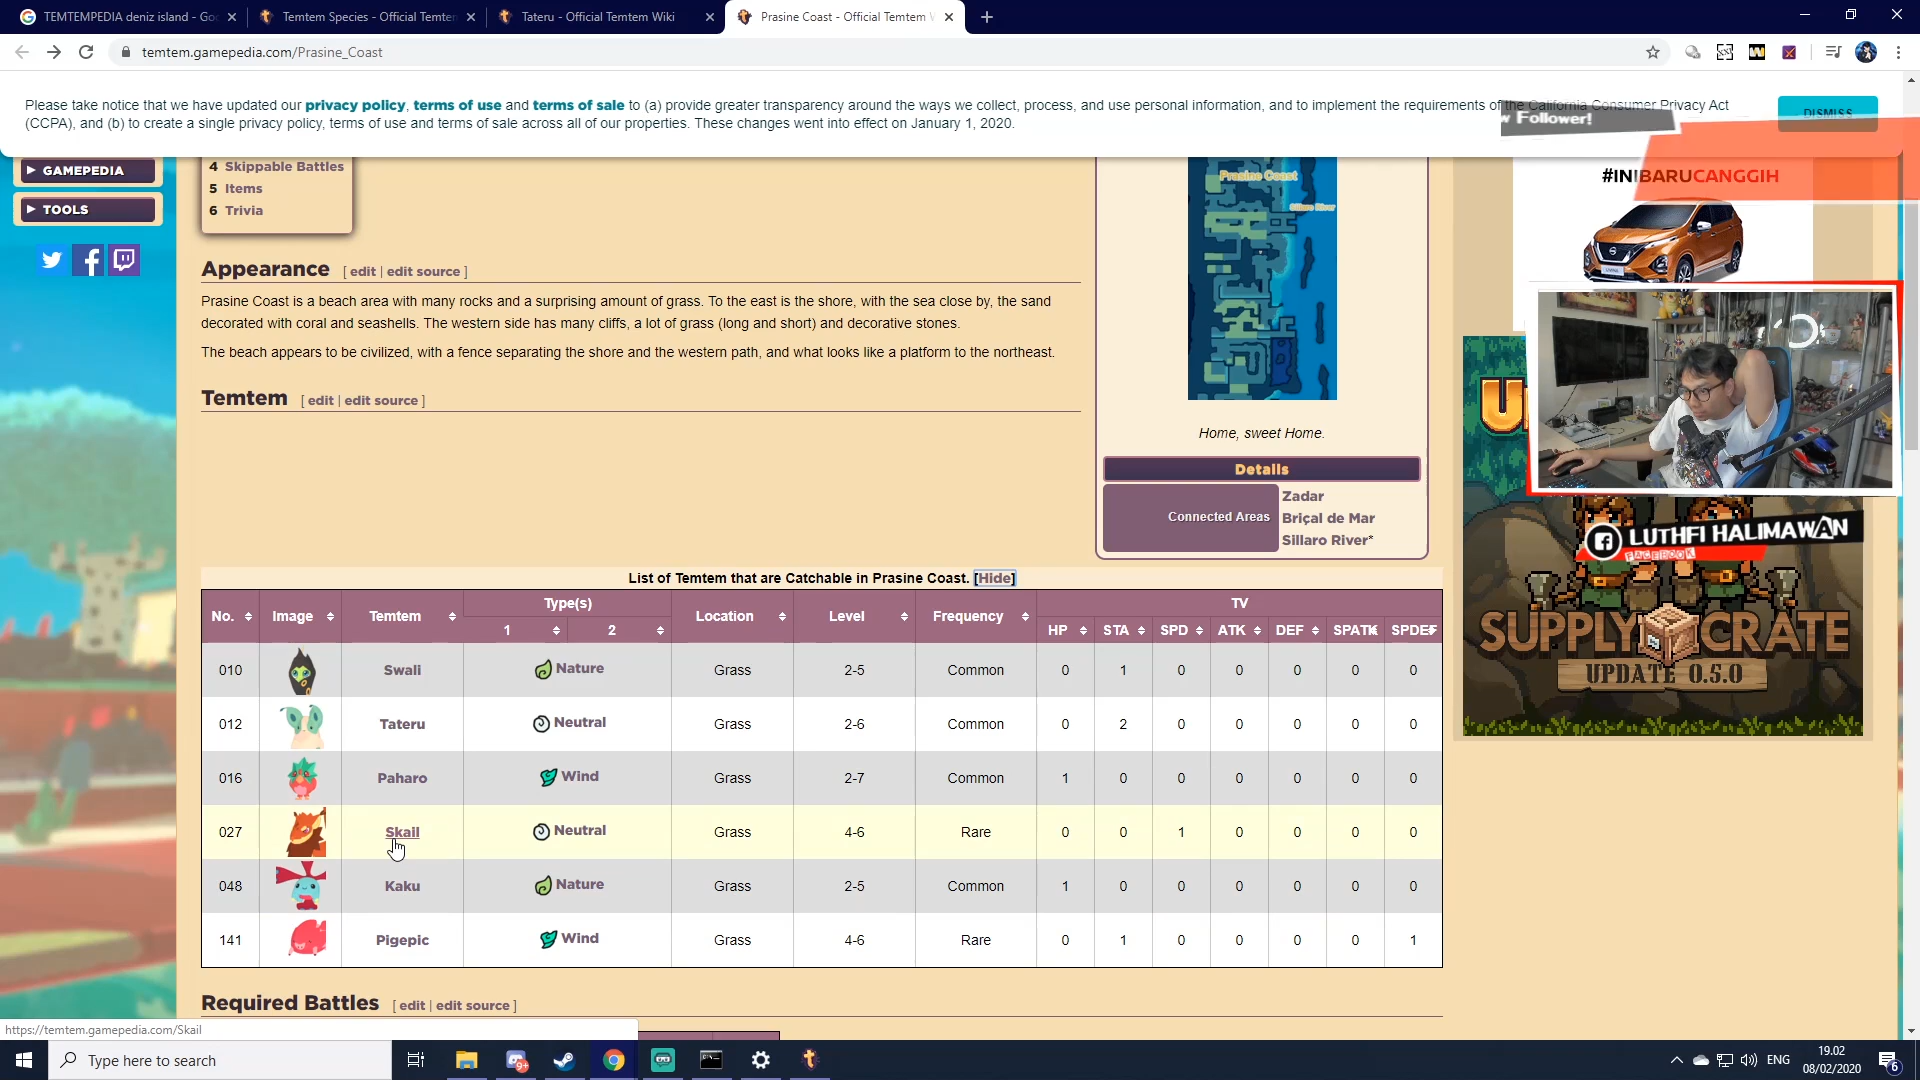 TEMTEMPEDIA deniz island - Goo
Temtem Species - Official Temtem
Tateru - Official Temtem Wiki
Prasine Coast - Official Temtem W
temtem.gamepedia.com/Prasine_Coast
Please take notice that we have updated our privacy policy, terms of use and terms of sale to (a) provide greater transparency around the ways we collect, process, and use personal information, and to implement the requirements of the California Consumer Privacy Act
(CCPA), and (b) to create a single privacy policy, terms of use and terms of sale across all of our properties. These changes went into effect on January 1, 2020.
DISMISS
w Follower!
GAMEPEDIA
TOOLS
4 Skippable Battles
5 Items
6 Trivia
Appearance [ edit | edit source ]
Prasine Coast is a beach area with many rocks and a surprising amount of grass. To the east is the shore, with the sea close by, the sand
decorated with coral and seashells. The western side has many cliffs, a lot of grass (long and short) and decorative stones.
The beach appears to be civilized, with a fence separating the shore and the western path, and what looks like a platform to the northeast.
Temtem [ edit | edit source ]
Prasine Coast
Sillaro River
Home, sweet Home.
Details
Connected Areas
Zadar
Briçal de Mar
Sillaro River*
#INIBARUCANGGIH
U
LUTHFI HALIMAWAN
FACEBOOK
SUPPLY CRATE
UPDATE 0.5.0
List of Temtem that are Catchable in Prasine Coast. [Hide]
No. Image Temtem Type(s) Location Level Frequency TV
1 2 HP STA SPD ATK DEF SPATK SPDEF
010 Swali Nature Grass 2-5 Common 0 1 0 0 0 0 0
012 Tateru Neutral Grass 2-6 Common 0 2 0 0 0 0 0
016 Paharo Wind Grass 2-7 Common 1 0 0 0 0 0 0
027 Skail Neutral Grass 4-6 Rare 0 0 1 0 0 0 0
048 Kaku Nature Grass 2-5 Common 1 0 0 0 0 0 0
141 Pigepic Wind Grass 4-6 Rare 0 1 0 0 0 0 1
Required Battles [ edit | edit source ]
https://temtem.gamepedia.com/Skail
Type here to search
9+
ENG
19.02
08/02/2020
6